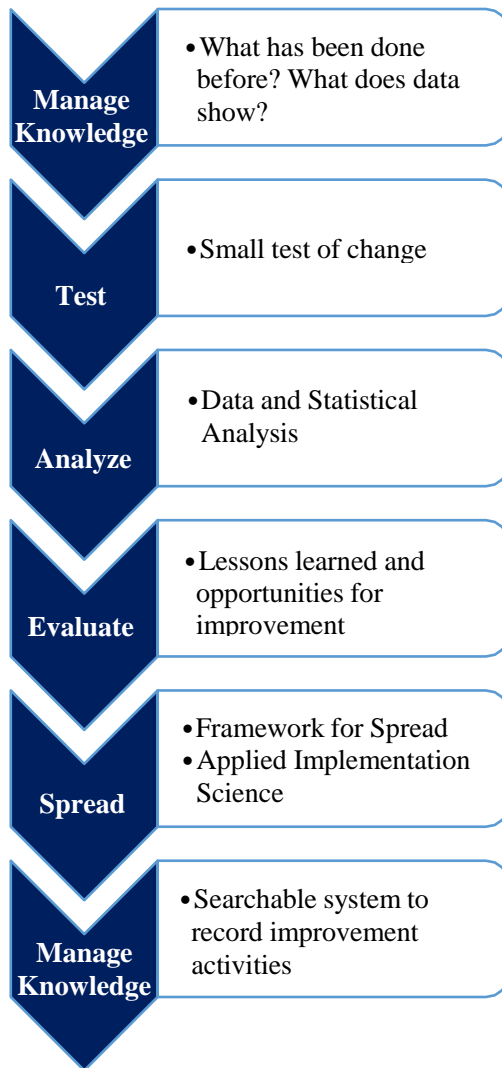 Manage
Knowledge
•What has been done
before? What does data
show?
Test
•Small test of change
Analyze
•Data and Statistical
Analysis
Evaluate
•Lessons learned and
opportunities for
improvement
Spread
•Framework for Spread
•Applied Implementation
Science
Manage
Knowledge
•Searchable system to
record improvement
activities